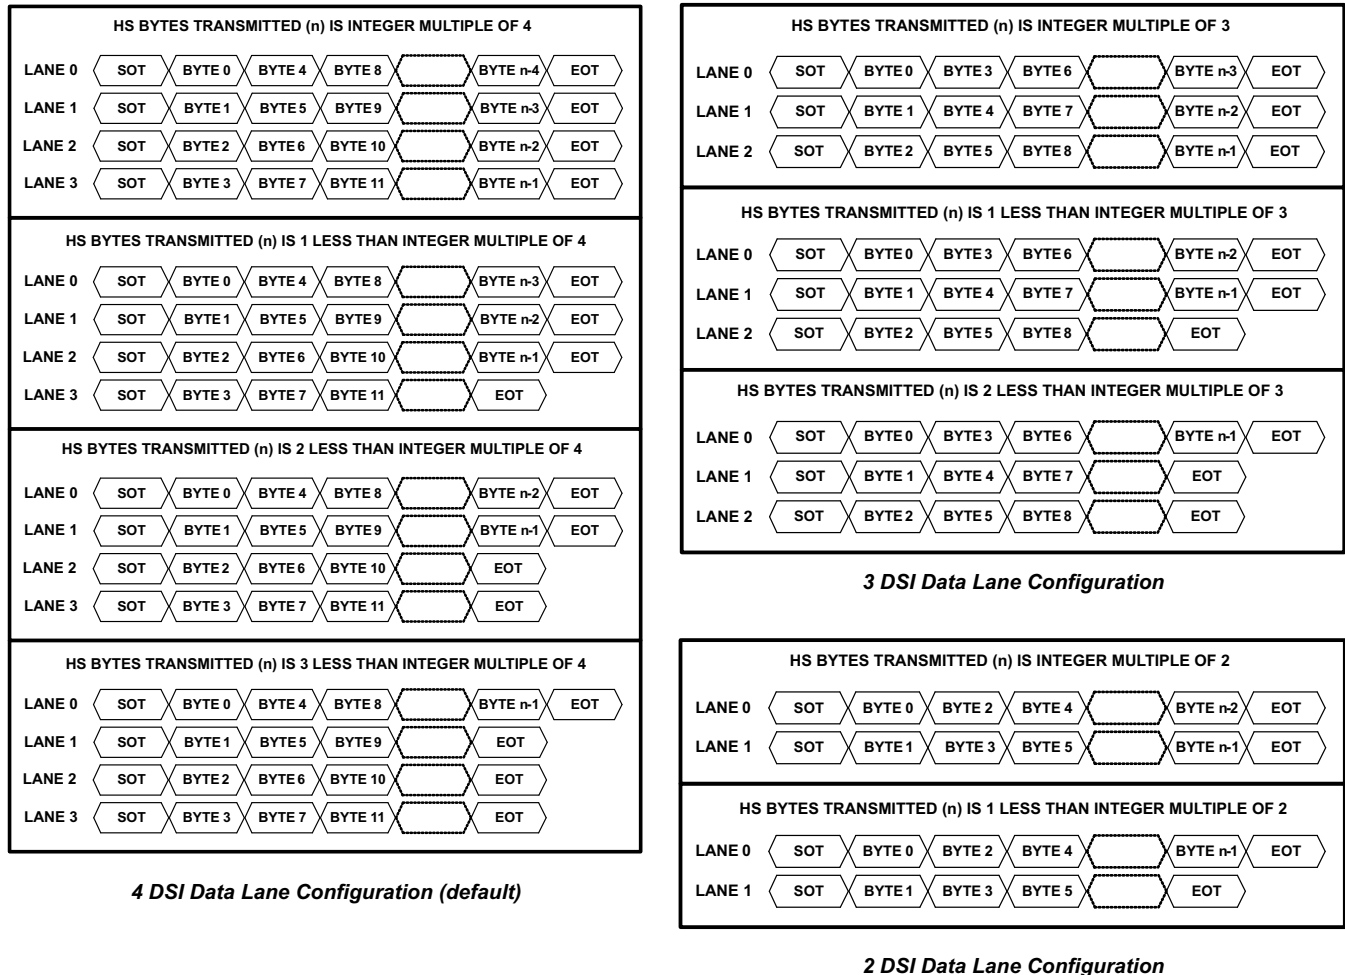 HS BYTES TRANSMITTED (n) IS INTEGER MULTIPLE OF 4
LANE 0 SOT BYTE 0 BYTE 4 BYTE 8 BYTE n-4 EOT
LANE 1 SOT BYTE 1 BYTE 5 BYTE 9 BYTE n-3 EOT
LANE 2 SOT BYTE 2 BYTE 6 BYTE 10 BYTE n-2 EOT
LANE 3 SOT BYTE 3 BYTE 7 BYTE 11 BYTE n-1 EOT
HS BYTES TRANSMITTED (n) IS 1 LESS THAN INTEGER MULTIPLE OF 4
LANE 0 SOT BYTE 0 BYTE 4 BYTE 8 BYTE n-3 EOT
LANE 1 SOT BYTE 1 BYTE 5 BYTE 9 BYTE n-2 EOT
LANE 2 SOT BYTE 2 BYTE 6 BYTE 10 BYTE n-1 EOT
LANE 3 SOT BYTE 3 BYTE 7 BYTE 11 EOT
HS BYTES TRANSMITTED (n) IS 2 LESS THAN INTEGER MULTIPLE OF 4
LANE 0 SOT BYTE 0 BYTE 4 BYTE 8 BYTE n-2 EOT
LANE 1 SOT BYTE 1 BYTE 5 BYTE 9 BYTE n-1 EOT
LANE 2 SOT BYTE 2 BYTE 6 BYTE 10 EOT
LANE 3 SOT BYTE 3 BYTE 7 BYTE 11 EOT
HS BYTES TRANSMITTED (n) IS 3 LESS THAN INTEGER MULTIPLE OF 4
LANE 0 SOT BYTE 0 BYTE 4 BYTE 8 BYTE n-1 EOT
LANE 1 SOT BYTE 1 BYTE 5 BYTE 9 EOT
LANE 2 SOT BYTE 2 BYTE 6 BYTE 10 EOT
LANE 3 SOT BYTE 3 BYTE 7 BYTE 11 EOT
4 DSI Data Lane Configuration (default)
HS BYTES TRANSMITTED (n) IS INTEGER MULTIPLE OF 3
LANE 0 SOT BYTE 0 BYTE 3 BYTE 6 BYTE n-3 EOT
LANE 1 SOT BYTE 1 BYTE 4 BYTE 7 BYTE n-2 EOT
LANE 2 SOT BYTE 2 BYTE 5 BYTE 8 BYTE n-1 EOT
HS BYTES TRANSMITTED (n) IS 1 LESS THAN INTEGER MULTIPLE OF 3
LANE 0 SOT BYTE 0 BYTE 3 BYTE 6 BYTE n-2 EOT
LANE 1 SOT BYTE 1 BYTE 4 BYTE 7 BYTE n-1 EOT
LANE 2 SOT BYTE 2 BYTE 5 BYTE 8 EOT
HS BYTES TRANSMITTED (n) IS 2 LESS THAN INTEGER MULTIPLE OF 3
LANE 0 SOT BYTE 0 BYTE 3 BYTE 6 BYTE n-1 EOT
LANE 1 SOT BYTE 1 BYTE 4 BYTE 7 EOT
LANE 2 SOT BYTE 2 BYTE 5 BYTE 8 EOT
3 DSI Data Lane Configuration
HS BYTES TRANSMITTED (n) IS INTEGER MULTIPLE OF 2
LANE 0 SOT BYTE 0 BYTE 2 BYTE 4 BYTE n-2 EOT
LANE 1 SOT BYTE 1 BYTE 3 BYTE 5 BYTE n-1 EOT
HS BYTES TRANSMITTED (n) IS 1 LESS THAN INTEGER MULTIPLE OF 2
LANE 0 SOT BYTE 0 BYTE 2 BYTE 4 BYTE n-1 EOT
LANE 1 SOT BYTE 1 BYTE 3 BYTE 5 EOT
2 DSI Data Lane Configuration